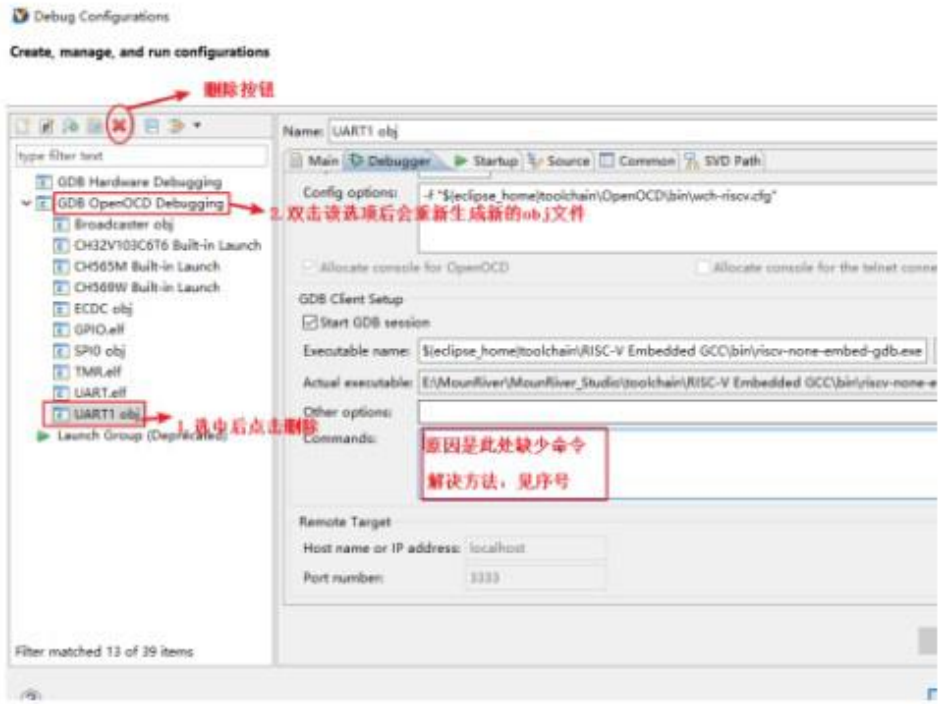 Debug Configurations
Create, manage, and run configurations
删除按钮
type filter text
GDB Hardware Debugging
GDB OpenOCD Debugging
2. 双击该选项后会重新生成新的obj文件
Broadcaster obj
CH32V103C6T6 Built-in Launch
CH565M Built-in Launch
CH569W Built-in Launch
ECDC obj
GPIO.elf
SPI0 obj
TMR.elf
UART.elf
UART1 obj
1. 选中后点击删除
Launch Group (Deprecated)
Filter matched 13 of 39 items
Name: UART1 obj
Main Debugger Startup Source Common SVD Path
Config options: -f "${eclipse_home}toolchain\OpenOCD\bin\wch-riscv.cfg"
Allocate console for OpenOCD Allocate console for the telnet conne
GDB Client Setup
Start GDB session
Executable name: ${eclipse_home}toolchain\RISC-V Embedded GCC\bin\riscv-none-embed-gdb.exe
Actual executable: E:\MounRiver\MounRiver_Studio\toolchain\RISC-V Embedded GCC\bin\riscv-none-e
Other options:
Commands:
原因是此处缺少命令
解决方法，见序号
Remote Target
Host name or IP address: localhost
Port number: 3333